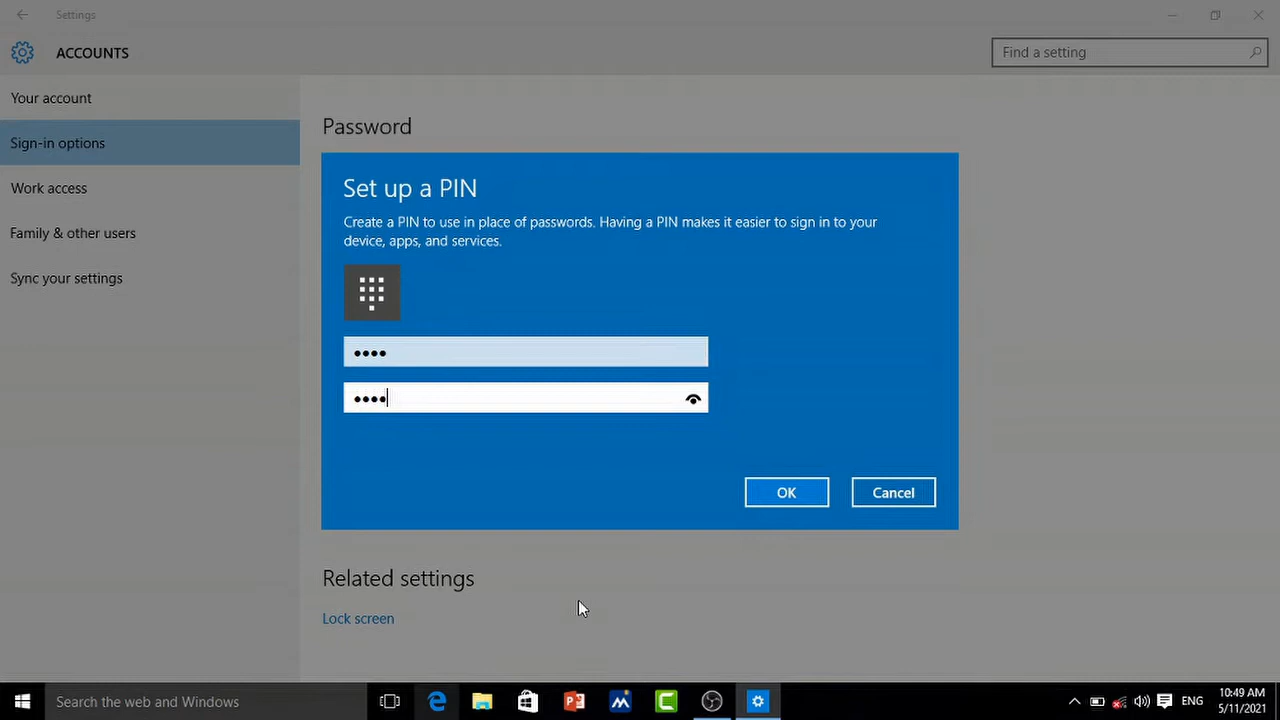 Settings
ACCOUNTS
Find a setting
Your account
Sign-in options
Work access
Family & other users
Sync your settings
Password
Set up a PIN
Create a PIN to use in place of passwords. Having a PIN makes it easier to sign in to your
device, apps, and services.
••••
••••
OK
Cancel
Related settings
Lock screen
Search the web and Windows
ENG
10:49 AM
5/11/2021